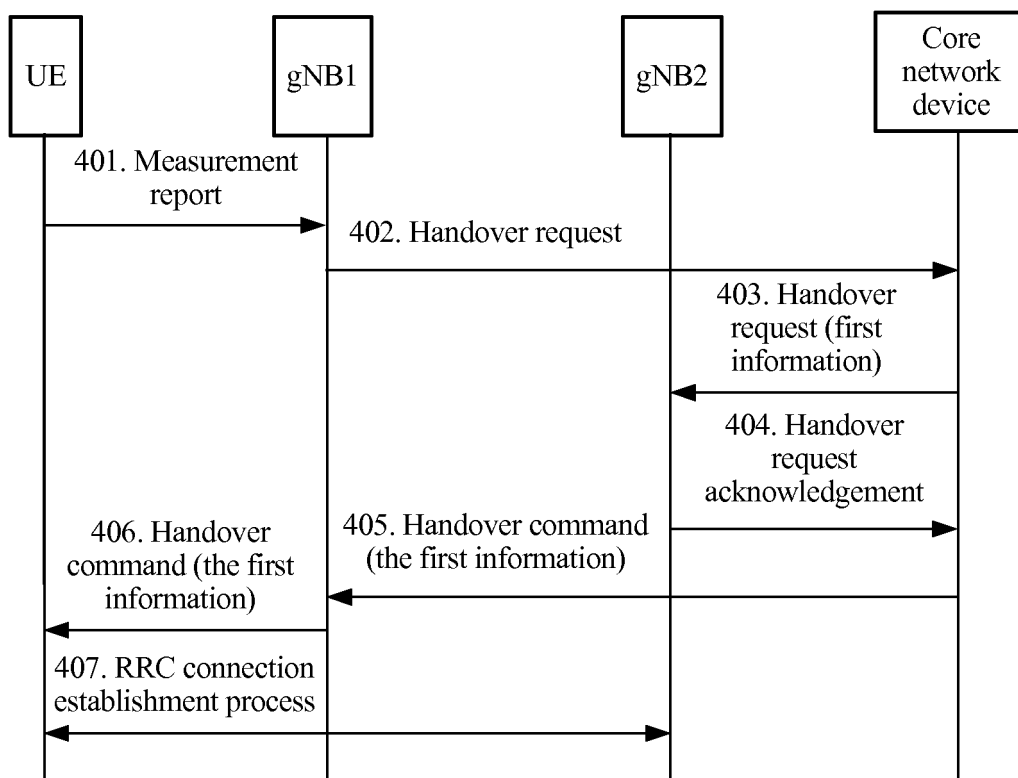 UE
gNB1
gNB2
Core
network
device
401. Measurement
report
402. Handover request
403. Handover
request (first
information)
404. Handover
request
acknowledgement
405. Handover command
(the first information)
406. Handover
command (the first
information)
407. RRC connection
establishment process